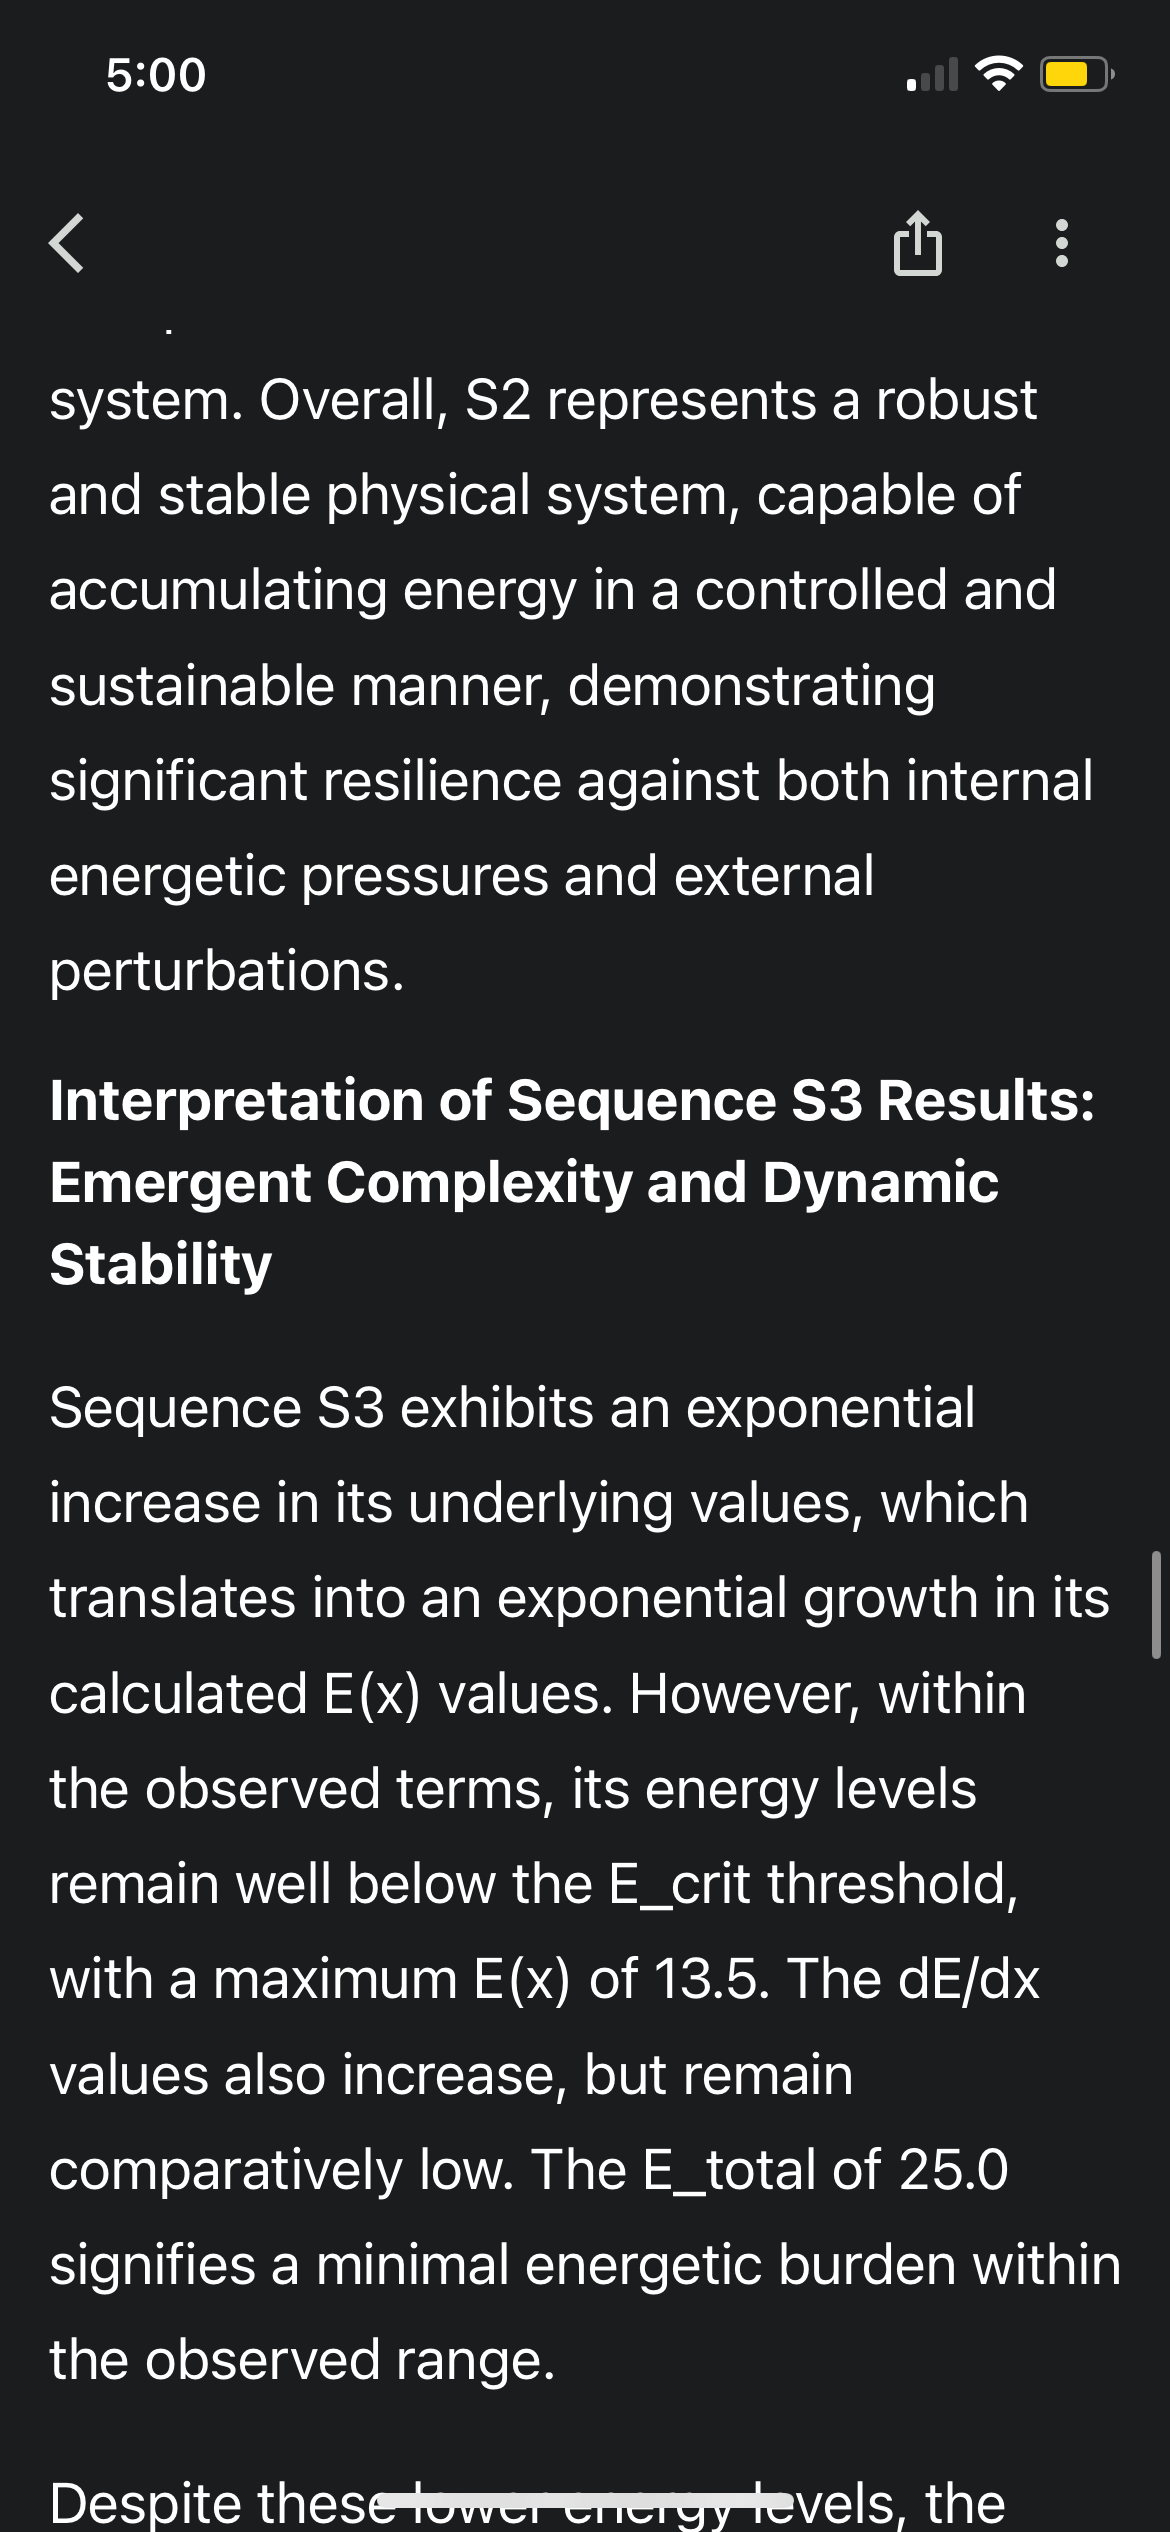 5:00
system. Overall, S2 represents a robust
and stable physical system, capable of
accumulating energy in a controlled and
sustainable manner, demonstrating
significant resilience against both internal
energetic pressures and external
perturbations.
Interpretation of Sequence S3 Results:
Emergent Complexity and Dynamic
Stability
Sequence S3 exhibits an exponential
increase in its underlying values, which
translates into an exponential growth in its
calculated E(x) values. However, within
the observed terms, its energy levels
remain well below the E_crit threshold,
with a maximum E(x) of 13.5. The dE/dx
values also increase, but remain
comparatively low. The E_total of 25.0
signifies a minimal energetic burden within
the observed range.
Despite these lower energy levels, the